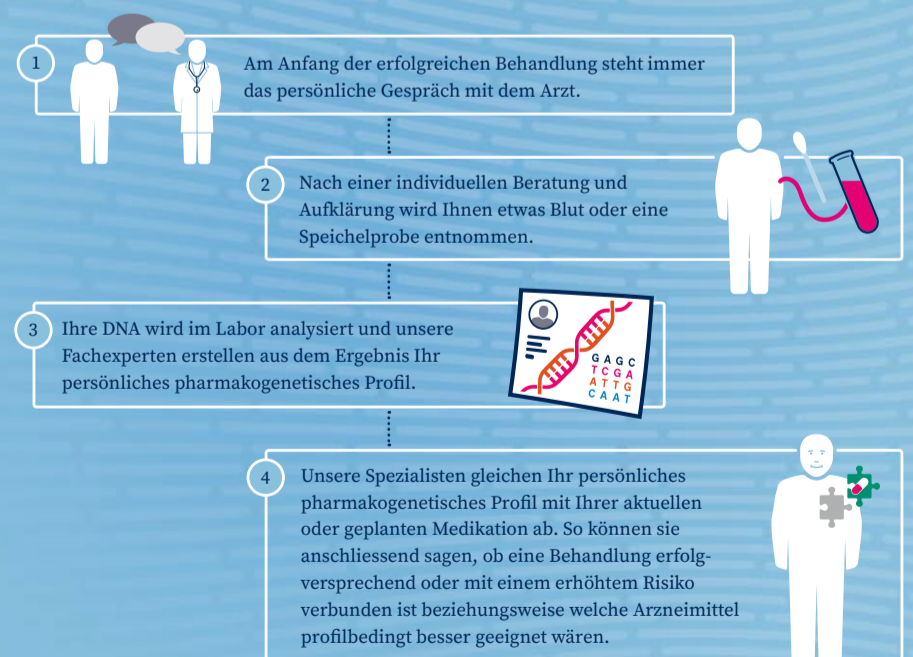 1
Am Anfang der erfolgreichen Behandlung steht immer
das persönliche Gespräch mit dem Arzt.
2
Nach einer individuellen Beratung und
Aufklärung wird Ihnen etwas Blut oder eine
Speichelprobe entnommen.
3
Ihre DNA wird im Labor analysiert und unsere
Fachexperten erstellen aus dem Ergebnis Ihr
persönliches pharmakogenetisches Profil.
GAGC
TCGA
ATTG
CAAT
4
Unsere Spezialisten gleichen Ihr persönliches
pharmakogenetisches Profil mit Ihrer aktuellen
oder geplanten Medikation ab. So können sie
anschliessend sagen, ob eine Behandlung erfolg-
versprechend oder mit einem erhöhtem Risiko
verbunden ist beziehungsweise welche Arzneimittel
profilbedingt besser geeignet wären.